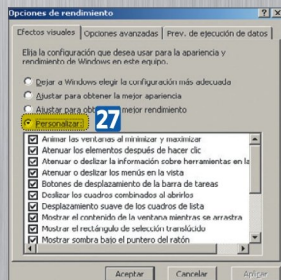 Opciones de rendimiento
Efectos visuales Opciones avanzadas Prev. de ejecución de datos
Elija la configuración que desea usar para la apariencia y
rendimiento de Windows en este equipo.
Dejar a Windows elegir la configuración más adecuada
Ajustar para obtener la mejor apariencia
Ajustar para obtener mejor rendimiento
Personalizar:
27
Animar las ventanas al minimizar y maximizar
Atenuar los elementos después de hacer clic
Atenuar o deslizar la información sobre herramientas en la
Atenuar o deslizar los menús en la vista
Botones de desplazamiento de la barra de tareas
Deslizar los cuadros combinados al abrirlos
Desplazamiento suave de los cuadros de lista
Mostrar el contenido de la ventana mientras se arrastra
Mostrar el rectángulo de selección translúcido
Mostrar sombra bajo el puntero del ratón
Aceptar Cancelar Aplicar